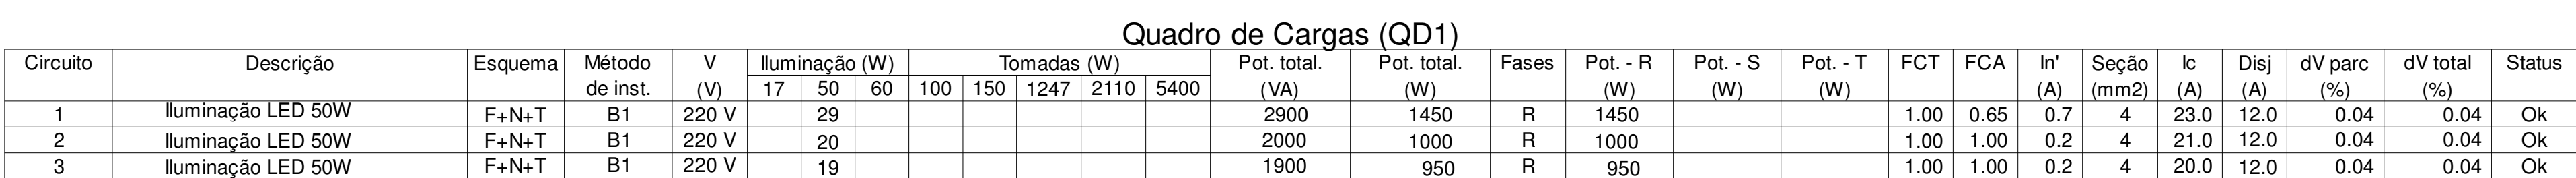 Quadro de Cargas (QD1)
Circuito Descrição Esquema Método de inst. V (V) Iluminação (W) Tomadas (W) Pot. total. (VA) Pot. total. (W) Fases Pot. - R (W) Pot. - S (W) Pot. - T (W) FCT FCA In' (A) Seção (mm2) Ic (A) Disj (A) dV parc (%) dV total (%) Status
17 50 60 100 150 1247 2110 5400
1 Iluminação LED 50W F+N+T B1 220 V 29 2900 1450 R 1450 1.00 0.65 0.7 4 23.0 12.0 0.04 0.04 Ok
2 Iluminação LED 50W F+N+T B1 220 V 20 2000 1000 R 1000 1.00 1.00 0.2 4 21.0 12.0 0.04 0.04 Ok
3 Iluminação LED 50W F+N+T B1 220 V 19 1900 950 R 950 1.00 1.00 0.2 4 20.0 12.0 0.04 0.04 Ok